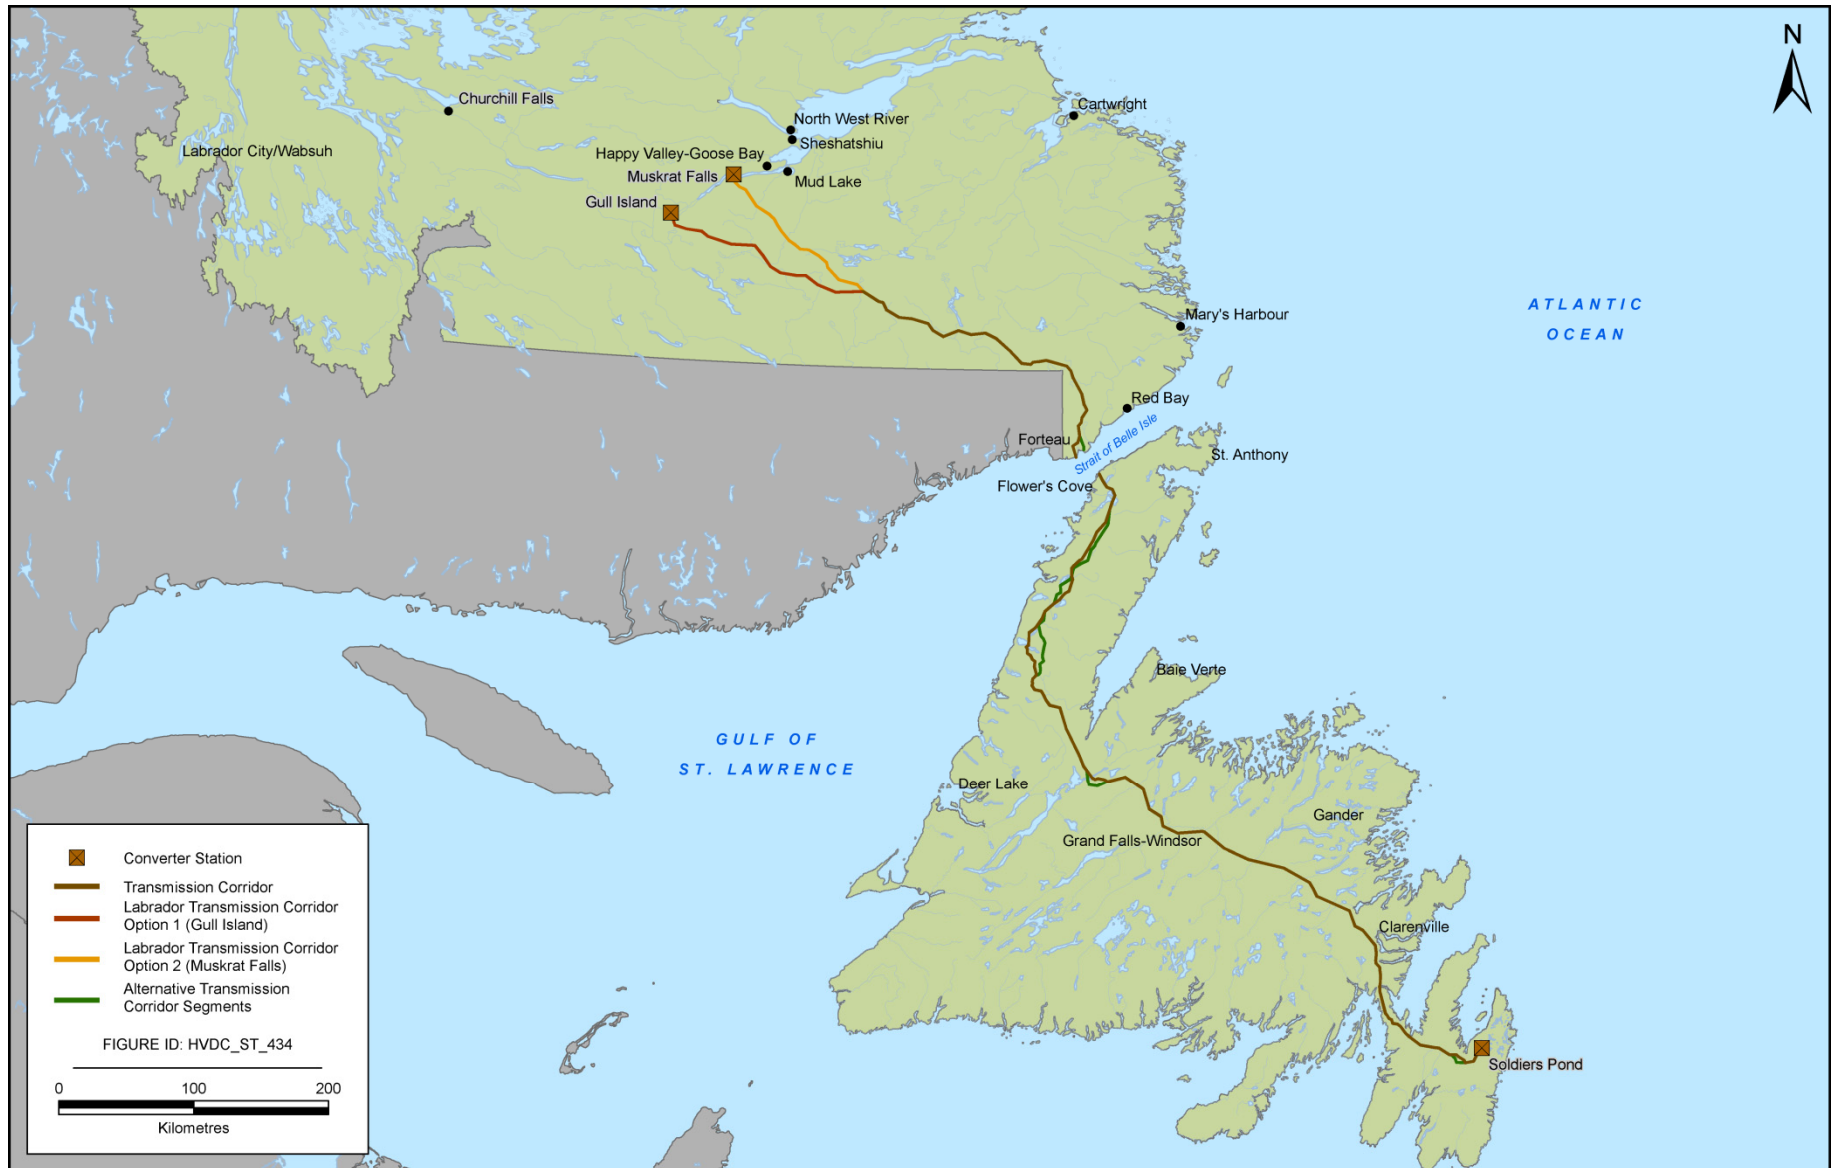 N
Churchill Falls
Cartwright
North West River
Sheshatshiu
Labrador City/Wabsuh
Happy Valley-Goose Bay
Muskrat Falls
Mud Lake
Gull Island
ATLANTIC
OCEAN
Mary's Harbour
Red Bay
Forteau
Strait of Belle Isle
St. Anthony
Flower's Cove
Baie Verte
GULF OF
ST. LAWRENCE
Deer Lake
Gander
Grand Falls-Windsor
Clarenville
Soldiers Pond
Converter Station
Transmission Corridor
Labrador Transmission Corridor
Option 1 (Gull Island)
Labrador Transmission Corridor
Option 2 (Muskrat Falls)
Alternative Transmission
Corridor Segments
FIGURE ID: HVDC_ST_434
0 100 200
Kilometres